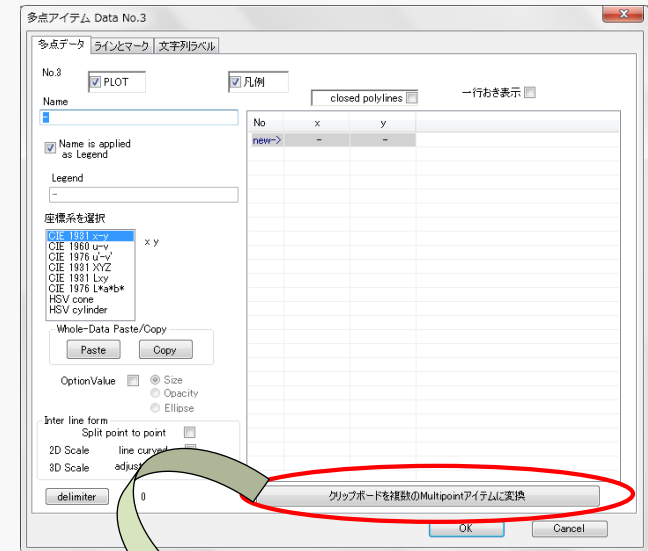 多点アイテム Data No.3
多点データ ラインとマーク 文字列ラベル
No.3
PLOT
凡例
closed polylines
一行おき表示
Name
-
Name is applied
as Legend
Legend
-
座標系を選択
CIE 1931 x-y
CIE 1960 u-v
CIE 1976 u'-v'
CIE 1931 XYZ
CIE 1931 Lxy
CIE 1976 L*a*b*
HSV cone
HSV cylinder
x y
No x y
new-> - -
Whole-Data Paste/Copy
Paste Copy
OptionValue
Size
Opacity
Ellipse
Inter line form
Split point to point
2D Scale line curved
3D Scale adjust
delimiter 0
クリップボードを複数のMultipointアイテムに変換
OK Cancel